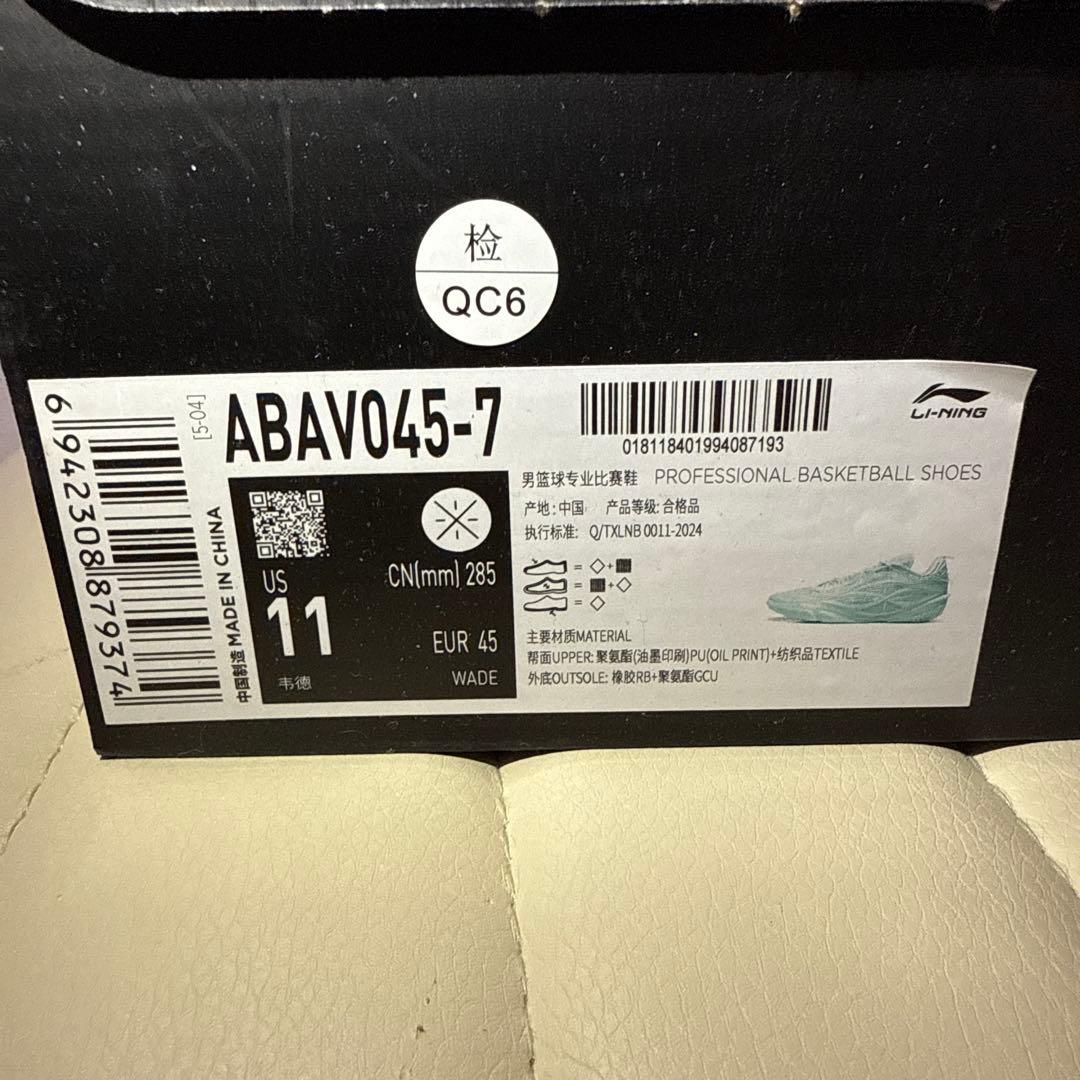 检
QC6
6942308879374
[5-04]
中国制造 MADE IN CHINA
ABAV045-7
US
11
韦德
CN(mm) 285
EUR 45
WADE
018118401994087193
LI-NING
男篮球专业比赛鞋 PROFESSIONAL BASKETBALL SHOES
产地: 中国 产品等级: 合格品
执行标准: Q/TXLNB 0011-2024
主要材质MATERIAL
帮面UPPER: 聚氨酯(油墨印刷)PU(OIL PRINT)+纺织品TEXTILE
外底OUTSOLE: 橡胶RB+聚氨酯GCU